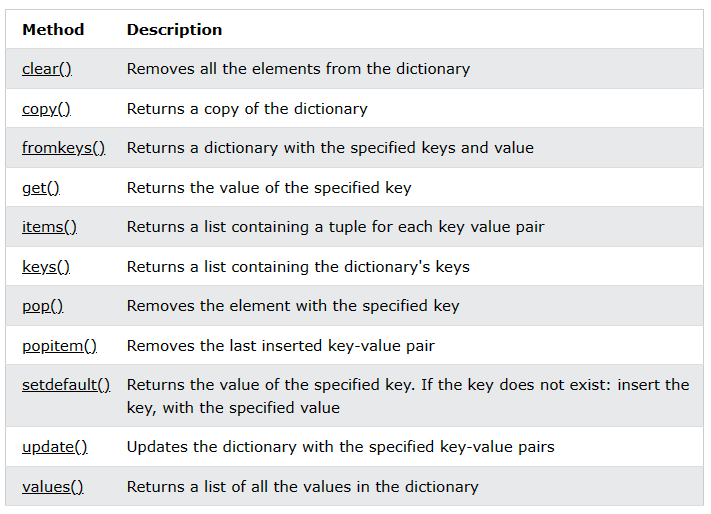 Method Description
clear() Removes all the elements from the dictionary
copy() Returns a copy of the dictionary
fromkeys() Returns a dictionary with the specified keys and value
get() Returns the value of the specified key
items() Returns a list containing a tuple for each key value pair
keys() Returns a list containing the dictionary's keys
pop() Removes the element with the specified key
popitem() Removes the last inserted key-value pair
setdefault() Returns the value of the specified key. If the key does not exist: insert the
key, with the specified value
update() Updates the dictionary with the specified key-value pairs
values() Returns a list of all the values in the dictionary